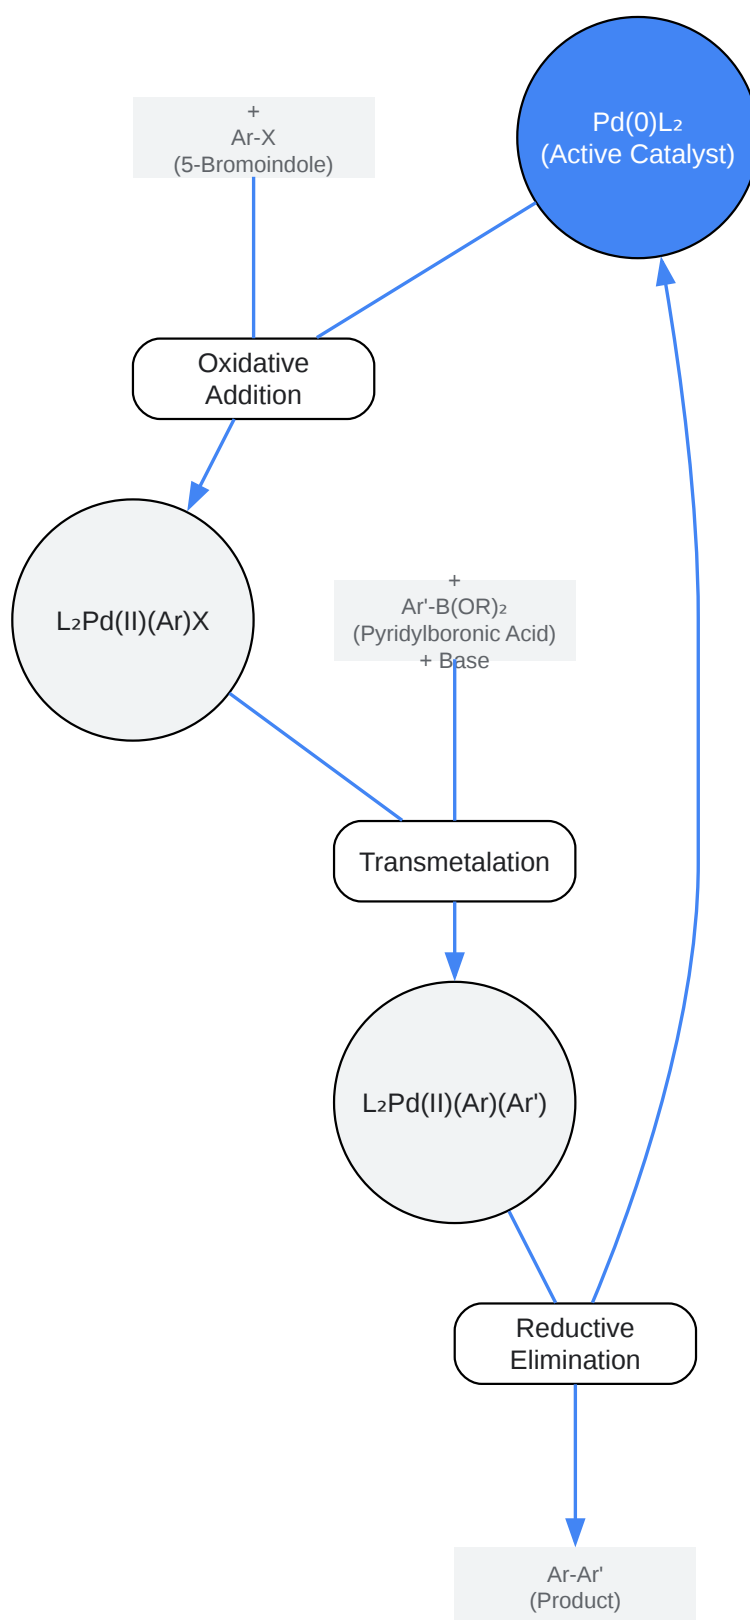 +
Ar-X
(5-Bromoindole)
Pd(0)L₂
(Active Catalyst)
Oxidative
Addition
L₂Pd(II)(Ar)X
+
Ar'-B(OR)₂
(Pyridylboronic Acid)
+ Base
Transmetalation
L₂Pd(II)(Ar)(Ar')
Reductive
Elimination
Ar-Ar'
(Product)